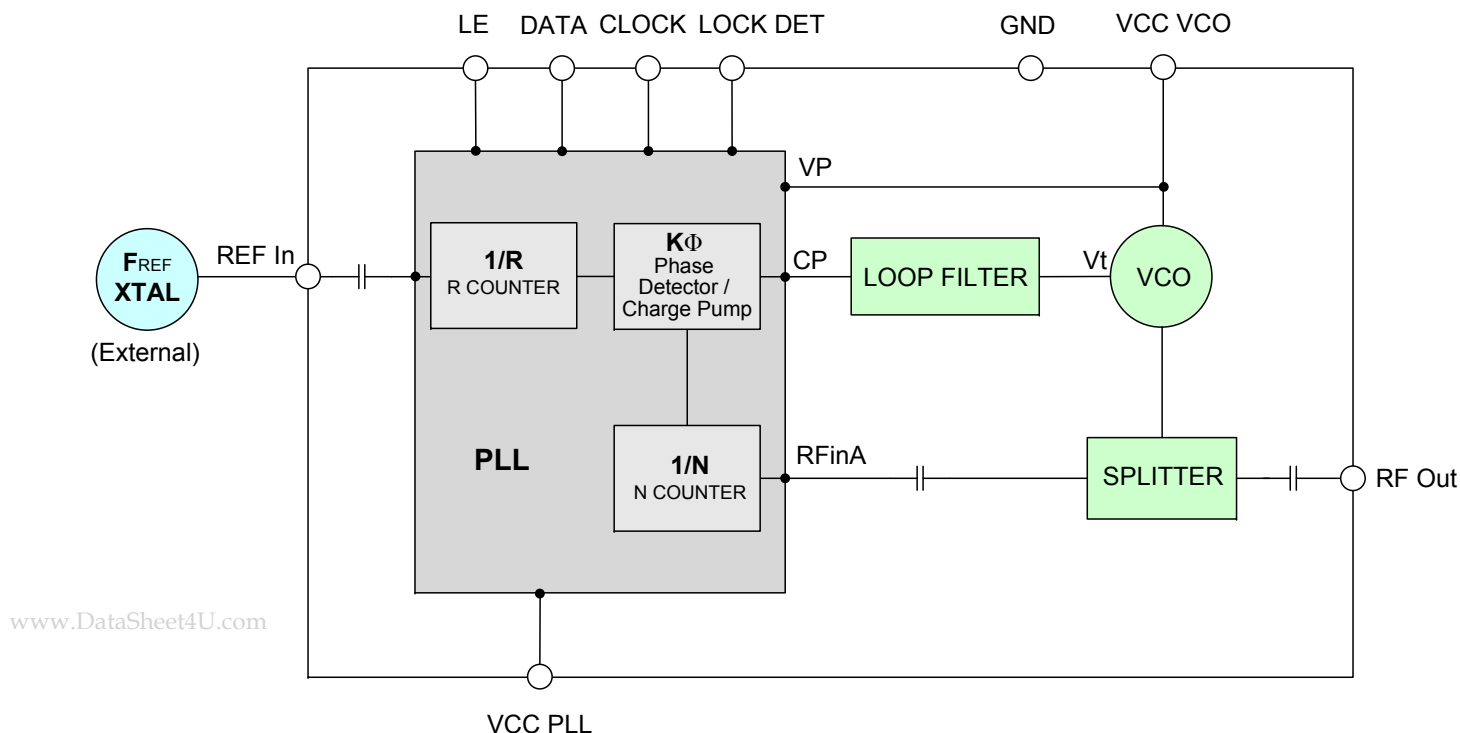 LE DATA CLOCK LOCK DET GND VCC VCO
VP
FREF
XTAL
(External)
REF In
1/R
R COUNTER
KΦ
Phase
Detector /
Charge Pump
CP
LOOP FILTER
Vt
VCO
PLL
1/N
N COUNTER
RFinA
SPLITTER
RF Out
www.DataSheet4U.com
VCC PLL